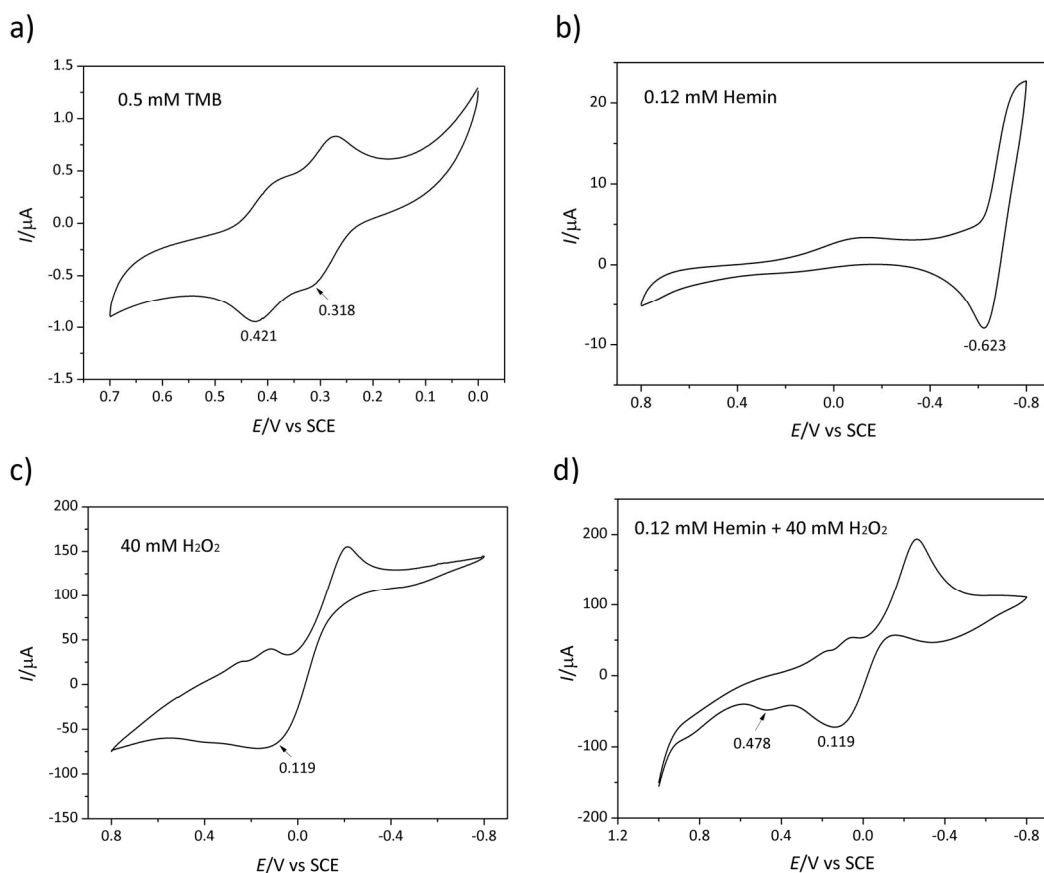 a)
0.5 mM TMB
1.5
1.0
0.5
0.0
-0.5
-1.0
-1.5
I/μA
0.421
0.318
0.7 0.6 0.5 0.4 0.3 0.2 0.1 0.0
E/V vs SCE
b)
0.12 mM Hemin
20
10
0
-10
I/μA
-0.623
0.8 0.4 0.0 -0.4 -0.8
E/V vs SCE
c)
40 mM H₂O₂
200
150
100
50
0
-50
-100
-150
I/μA
0.119
0.8 0.4 0.0 -0.4 -0.8
E/V vs SCE
d)
0.12 mM Hemin + 40 mM H₂O₂
200
100
0
-100
-200
I/μA
0.478
0.119
1.2 0.8 0.4 0.0 -0.4 -0.8
E/V vs SCE